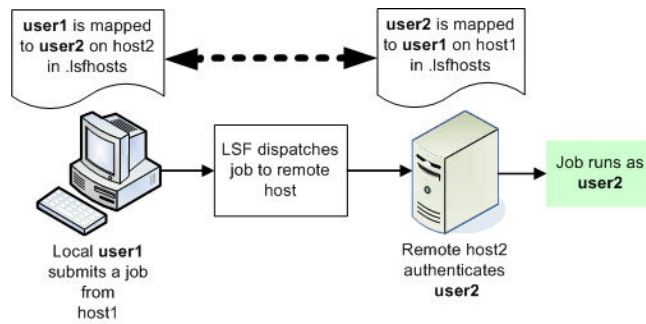 user1 is mapped
to user2 on host2
in .lsfhosts
user2 is mapped
to user1 on host1
in .lsfhosts
LSF dispatches
job to remote
host
Job runs as
user2
Local user1
submits a job
from
host1
Remote host2
authenticates
user2